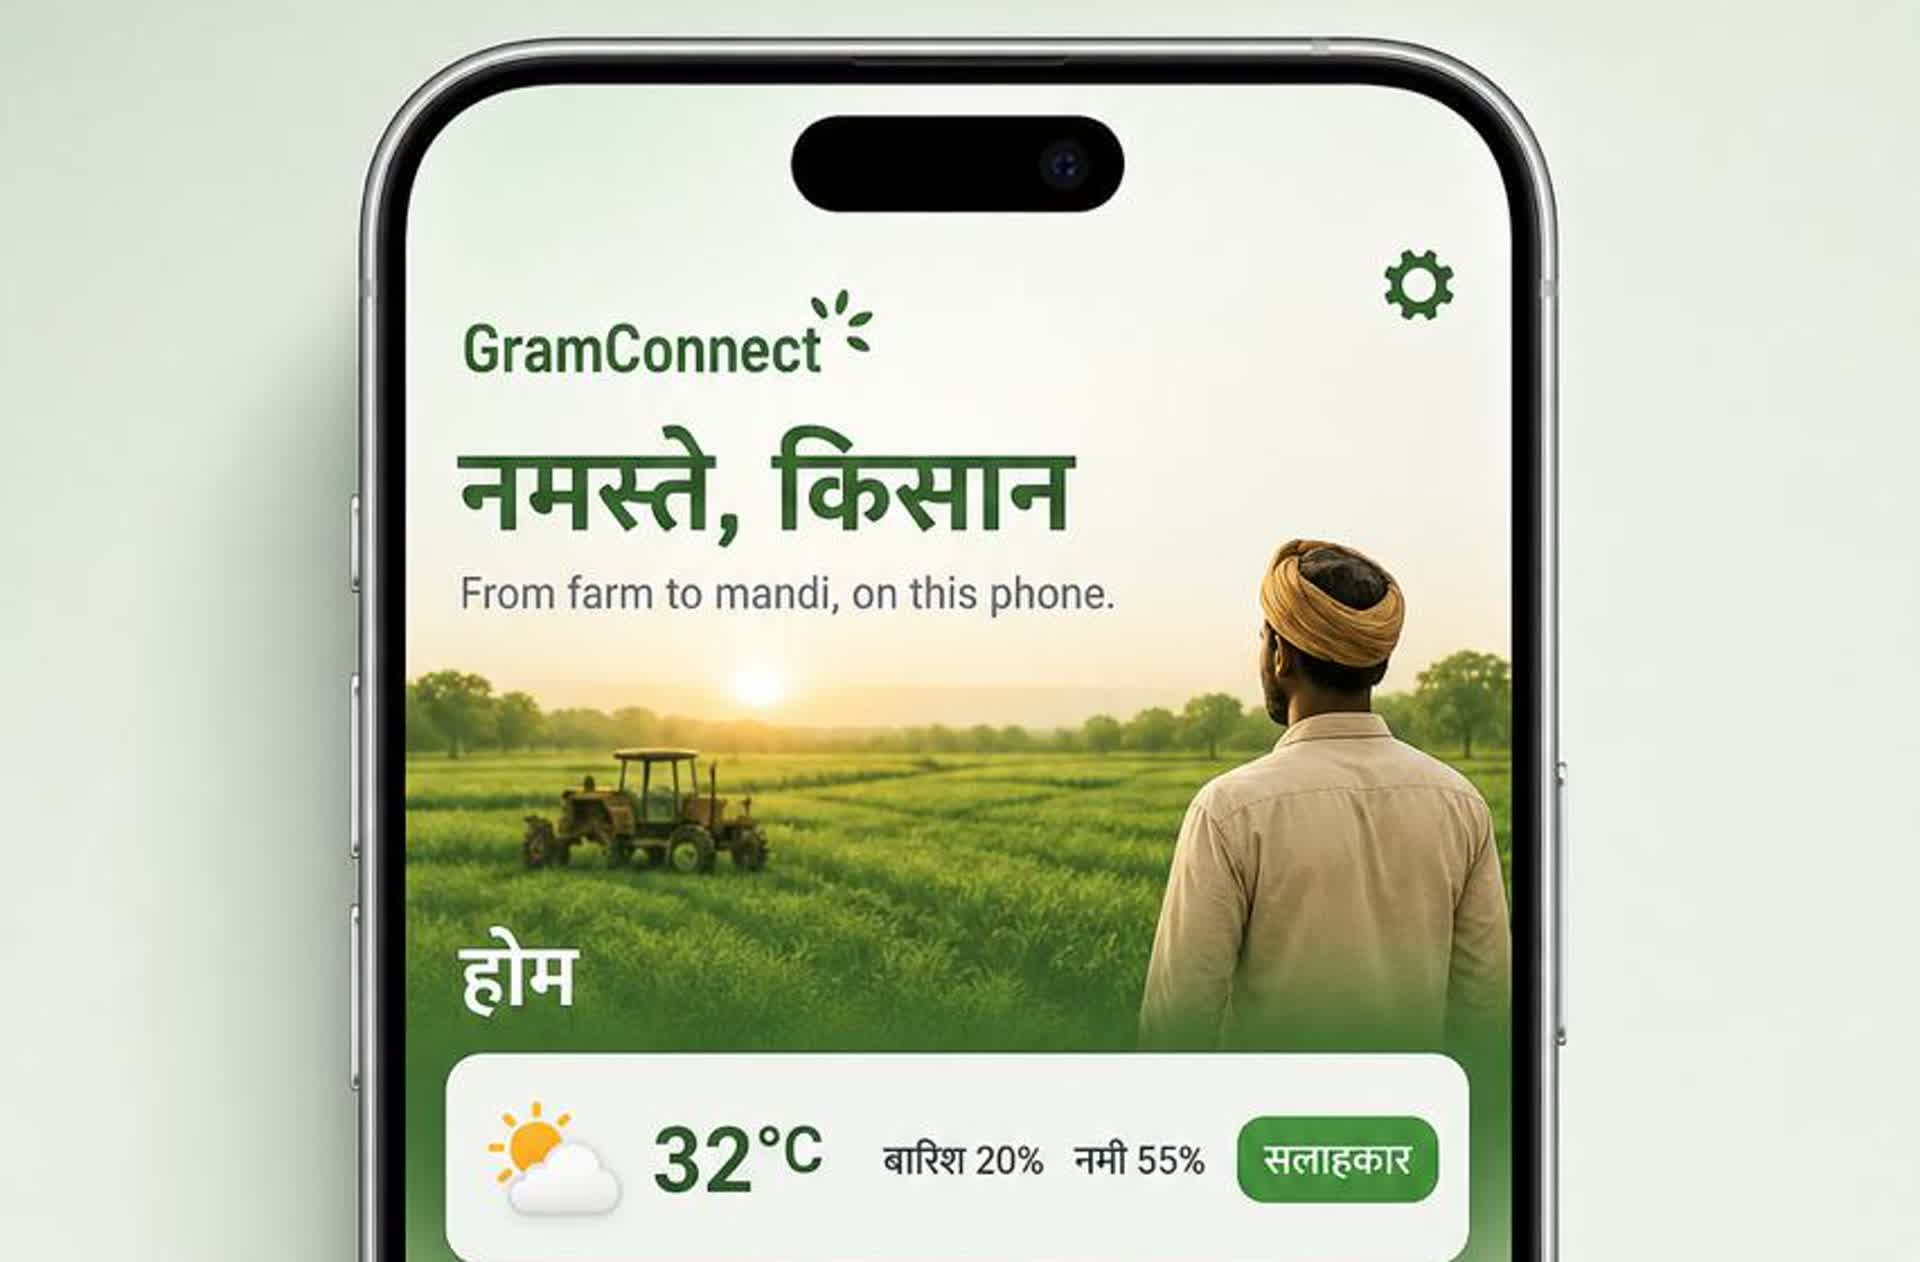 GramConnect
नमस्ते, किसान
From farm to mandi, on this phone.
होम
32°C बारिश 20% नमी 55% सलाहकार